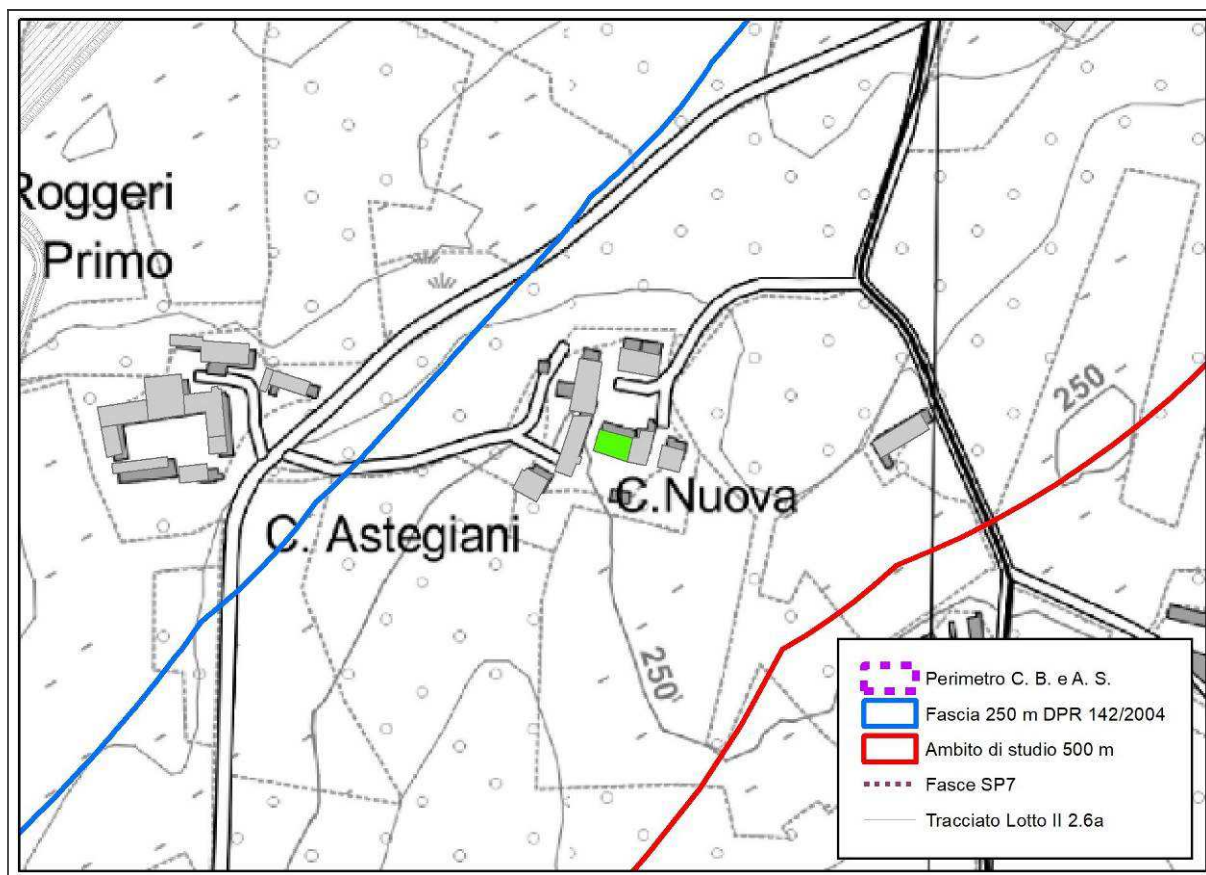 Roggeri
Primo
250
C.Nuova
C. Astegiani
250
Perimetro C. B. e A. S.
Fascia 250 m DPR 142/2004
Ambito di studio 500 m
Fasce SP7
Tracciato Lotto II 2.6a